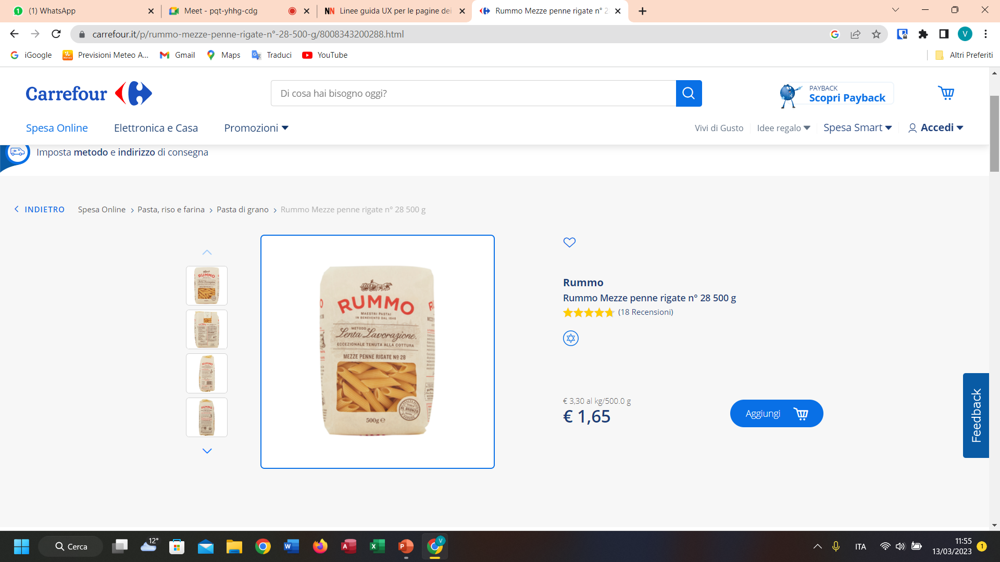 (1) WhatsApp
Meet - pqt-yhhg-cdg
Linee guida UX per le pagine dei
Rummo Mezze penne rigate n° 2
carrefour.it/p/rummo-mezze-penne-rigate-n°-28-500-g/8008343200288.html
V
iGoogle
Previsioni Meteo A...
Gmail
Maps
Traduci
YouTube
Altri Preferiti
Carrefour
Di cosa hai bisogno oggi?
PAYBACK
Scopri Payback
Spesa Online
Elettronica e Casa
Promozioni
Vivi di Gusto
Idee regalo
Spesa Smart
Accedi
Imposta metodo e indirizzo di consegna
INDIETRO
Spesa Online > Pasta, riso e farina > Pasta di grano > Rummo Mezze penne rigate n° 28 500 g
RUMMO
MAESTRI PASTAI
IN BENEVENTO DAL 1846
METODO
Lenta Lavorazione.
ECCEZIONALE TENUTA ALLA COTTURA
MEZZE PENNE RIGATE Nº 28
AL BRONZO
500g e
Rummo
Rummo Mezze penne rigate n° 28 500 g
(18 Recensioni)
€ 3,30 al kg/500.0 g
€ 1,65
Aggiungi
Feedback
Cerca
12°
ITA
11:55
13/03/2023
1